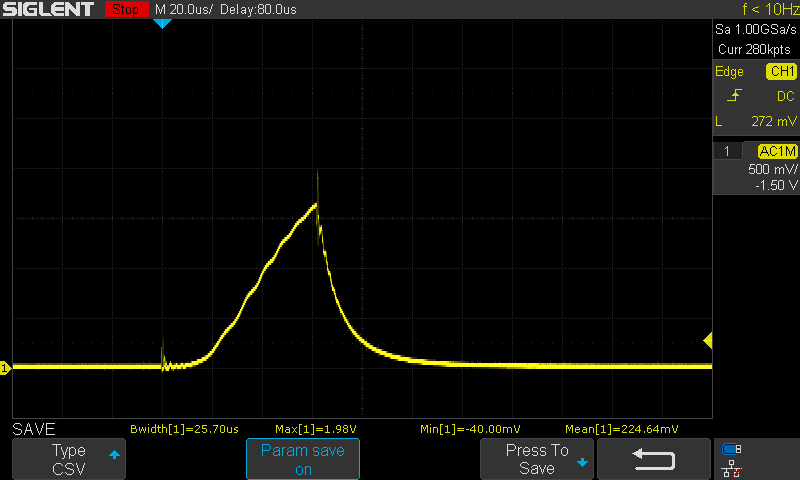 SIGLENT Stop M 20.0us/ Delay:80.0us f < 10Hz
Sa 1.00GSa/s
Curr 280kpts
Edge CH1
DC
L 272 mV
1 AC1M
500 mV/
-1.50 V
1
SAVE Bwidth[1]=25.70us Max[1]=1.98V Min[1]=-40.00mV Mean[1]=224.64mV
Type
CSV
Param save
on
Press To
Save